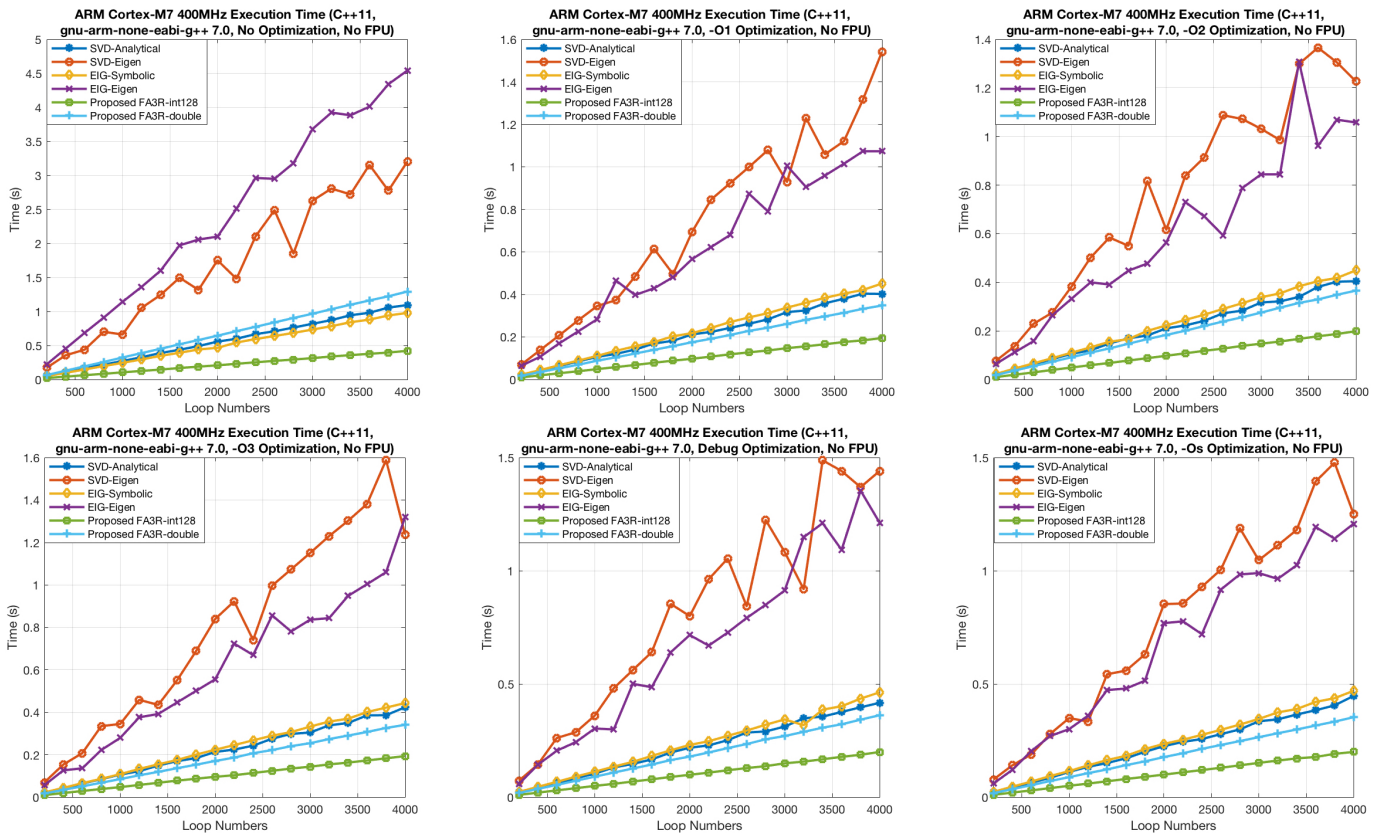 ARM Cortex-M7 400MHz Execution Time (C++11,
gnu-arm-none-eabi-g++ 7.0, No Optimization, No FPU)
5
4.5
4
3.5
3
2.5
2
1.5
1
0.5
0
Time (s)
SVD-Analytical
SVD-Eigen
EIG-Symbolic
EIG-Eigen
Proposed FA3R-int128
Proposed FA3R-double
500 1000 1500 2000 2500 3000 3500 4000
Loop Numbers
ARM Cortex-M7 400MHz Execution Time (C++11,
gnu-arm-none-eabi-g++ 7.0, -O1 Optimization, No FPU)
1.6
1.4
1.2
1
0.8
0.6
0.4
0.2
0
Time (s)
SVD-Analytical
SVD-Eigen
EIG-Symbolic
EIG-Eigen
Proposed FA3R-int128
Proposed FA3R-double
500 1000 1500 2000 2500 3000 3500 4000
Loop Numbers
ARM Cortex-M7 400MHz Execution Time (C++11,
gnu-arm-none-eabi-g++ 7.0, -O2 Optimization, No FPU)
1.4
1.2
1
0.8
0.6
0.4
0.2
0
Time (s)
SVD-Analytical
SVD-Eigen
EIG-Symbolic
EIG-Eigen
Proposed FA3R-int128
Proposed FA3R-double
500 1000 1500 2000 2500 3000 3500 4000
Loop Numbers
ARM Cortex-M7 400MHz Execution Time (C++11,
gnu-arm-none-eabi-g++ 7.0, -O3 Optimization, No FPU)
1.6
1.4
1.2
1
0.8
0.6
0.4
0.2
0
Time (s)
SVD-Analytical
SVD-Eigen
EIG-Symbolic
EIG-Eigen
Proposed FA3R-int128
Proposed FA3R-double
500 1000 1500 2000 2500 3000 3500 4000
Loop Numbers
ARM Cortex-M7 400MHz Execution Time (C++11,
gnu-arm-none-eabi-g++ 7.0, Debug Optimization, No FPU)
1.5
1
0.5
0
Time (s)
SVD-Analytical
SVD-Eigen
EIG-Symbolic
EIG-Eigen
Proposed FA3R-int128
Proposed FA3R-double
500 1000 1500 2000 2500 3000 3500 4000
Loop Numbers
ARM Cortex-M7 400MHz Execution Time (C++11,
gnu-arm-none-eabi-g++ 7.0, -Os Optimization, No FPU)
1.5
1
0.5
0
Time (s)
SVD-Analytical
SVD-Eigen
EIG-Symbolic
EIG-Eigen
Proposed FA3R-int128
Proposed FA3R-double
500 1000 1500 2000 2500 3000 3500 4000
Loop Numbers